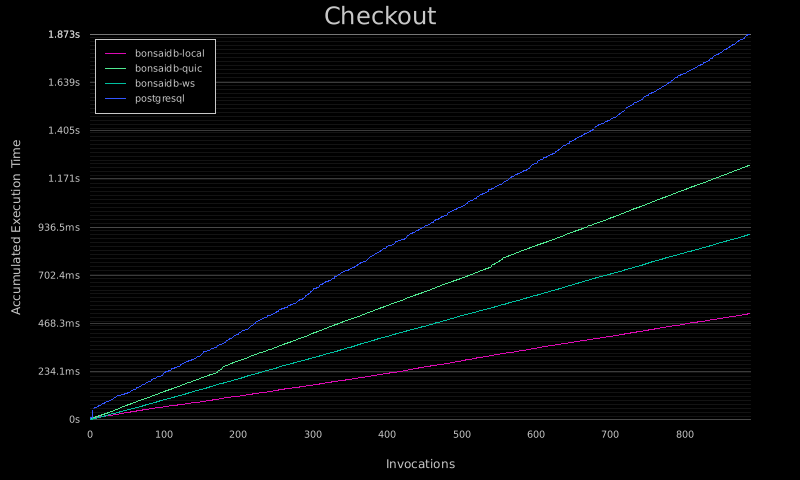 Checkout
1.873s
bonsaidb-local
bonsaidb-quic
bonsaidb-ws
postgresql
1.639s
1.405s
1.171s
936.5ms
702.4ms
468.3ms
234.1ms
0s
Accumulated Execution Time
0 100 200 300 400 500 600 700 800
Invocations